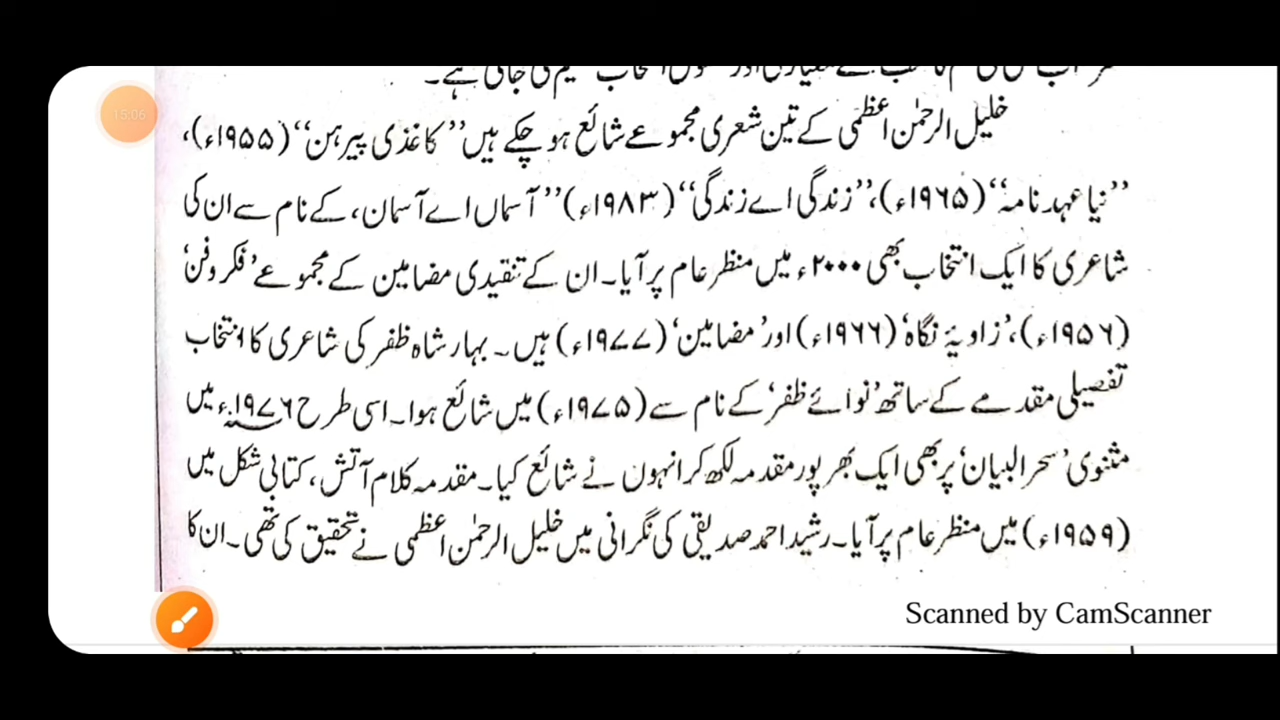 خلیل الرحمٰن اعظمی کے تین شعری مجموعے شائع ہو چکے ہیں ’’کاغذی پیرہن‘‘ (۱۹۵۵ء)،
’’نیا عہد نامہ‘‘ (۱۹۶۵ء)، ’’زندگی اے زندگی‘‘ (۱۹۸۳ء) ’’آسماں اے آسمان، کے نام سے ان کی
شاعری کا ایک انتخاب بھی ۲۰۰۰ء میں منظر عام پر آیا۔ ان کے تنقیدی مضامین کے مجموعے ’فکر و فن‘
(۱۹۵۶ء)، ’زاویۂ نگاہ‘ (۱۹۶۶ء) اور ’مضامین‘ (۱۹۷۷ء) ہیں۔ بہار شاہ ظفر کی شاعری کا انتخاب
تفصیلی مقدمے کے ساتھ ’نوائے ظفر‘ کے نام سے (۱۹۷۵ء) میں شائع ہوا۔ اسی طرح ۱۹۷۶ء میں
مثنوی ’سحر البیان‘ پر بھی ایک بھر پور مقدمہ لکھ کر انہوں نے شائع کیا۔ مقدمہ کلام آتش، کتابی شکل میں
(۱۹۵۹ء) میں منظر عام پر آیا۔ رشید احمد صدیقی کی نگرانی میں خلیل الرحمٰن اعظمی نے تحقیق کی تھی۔ ان کا
Scanned by CamScanner
15:06